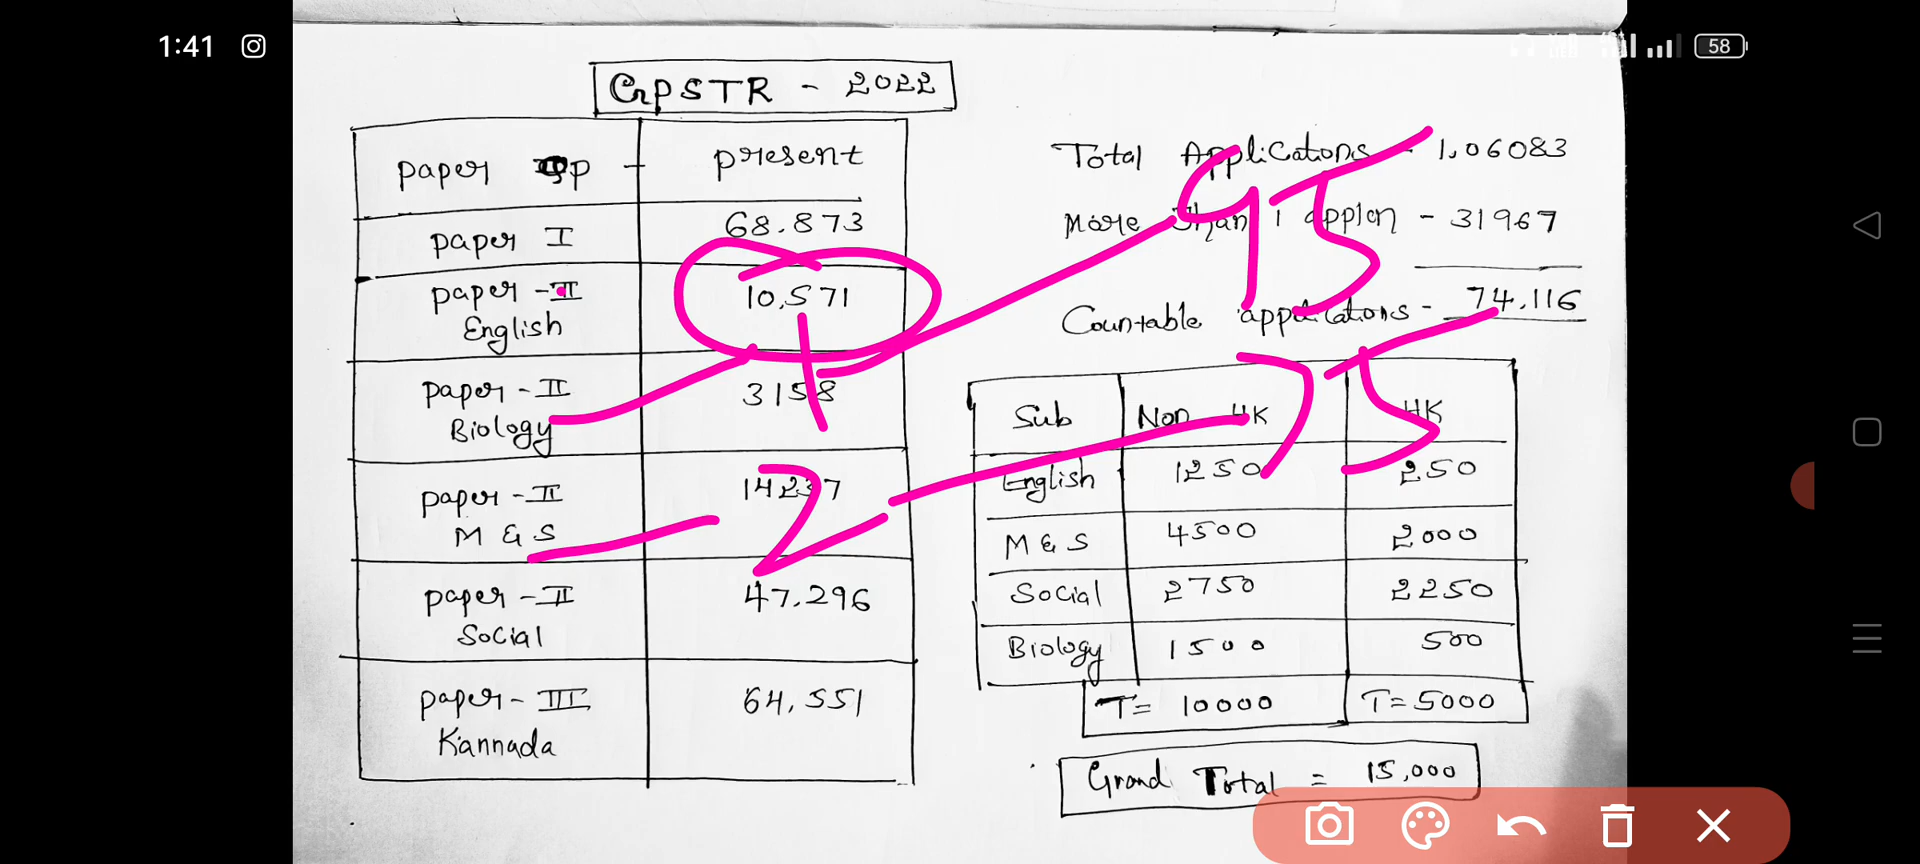 1:41
58
GPSTR - 2022
paper p - present
paper I 68.873
paper - II English 10,571
paper - II Biology 3158
paper - II M & S 14237
paper - II Social 47.296
paper - III Kannada 64,551
Total Applications - 1,06083
More than 1 applcn - 31967
Countable applications - 74,116
95
75
2
Sub Non HK HK
English 1250 250
M & S 4500 2000
Social 2750 2250
Biology 1500 500
T= 10000 T= 5000
Grand Total = 15,000